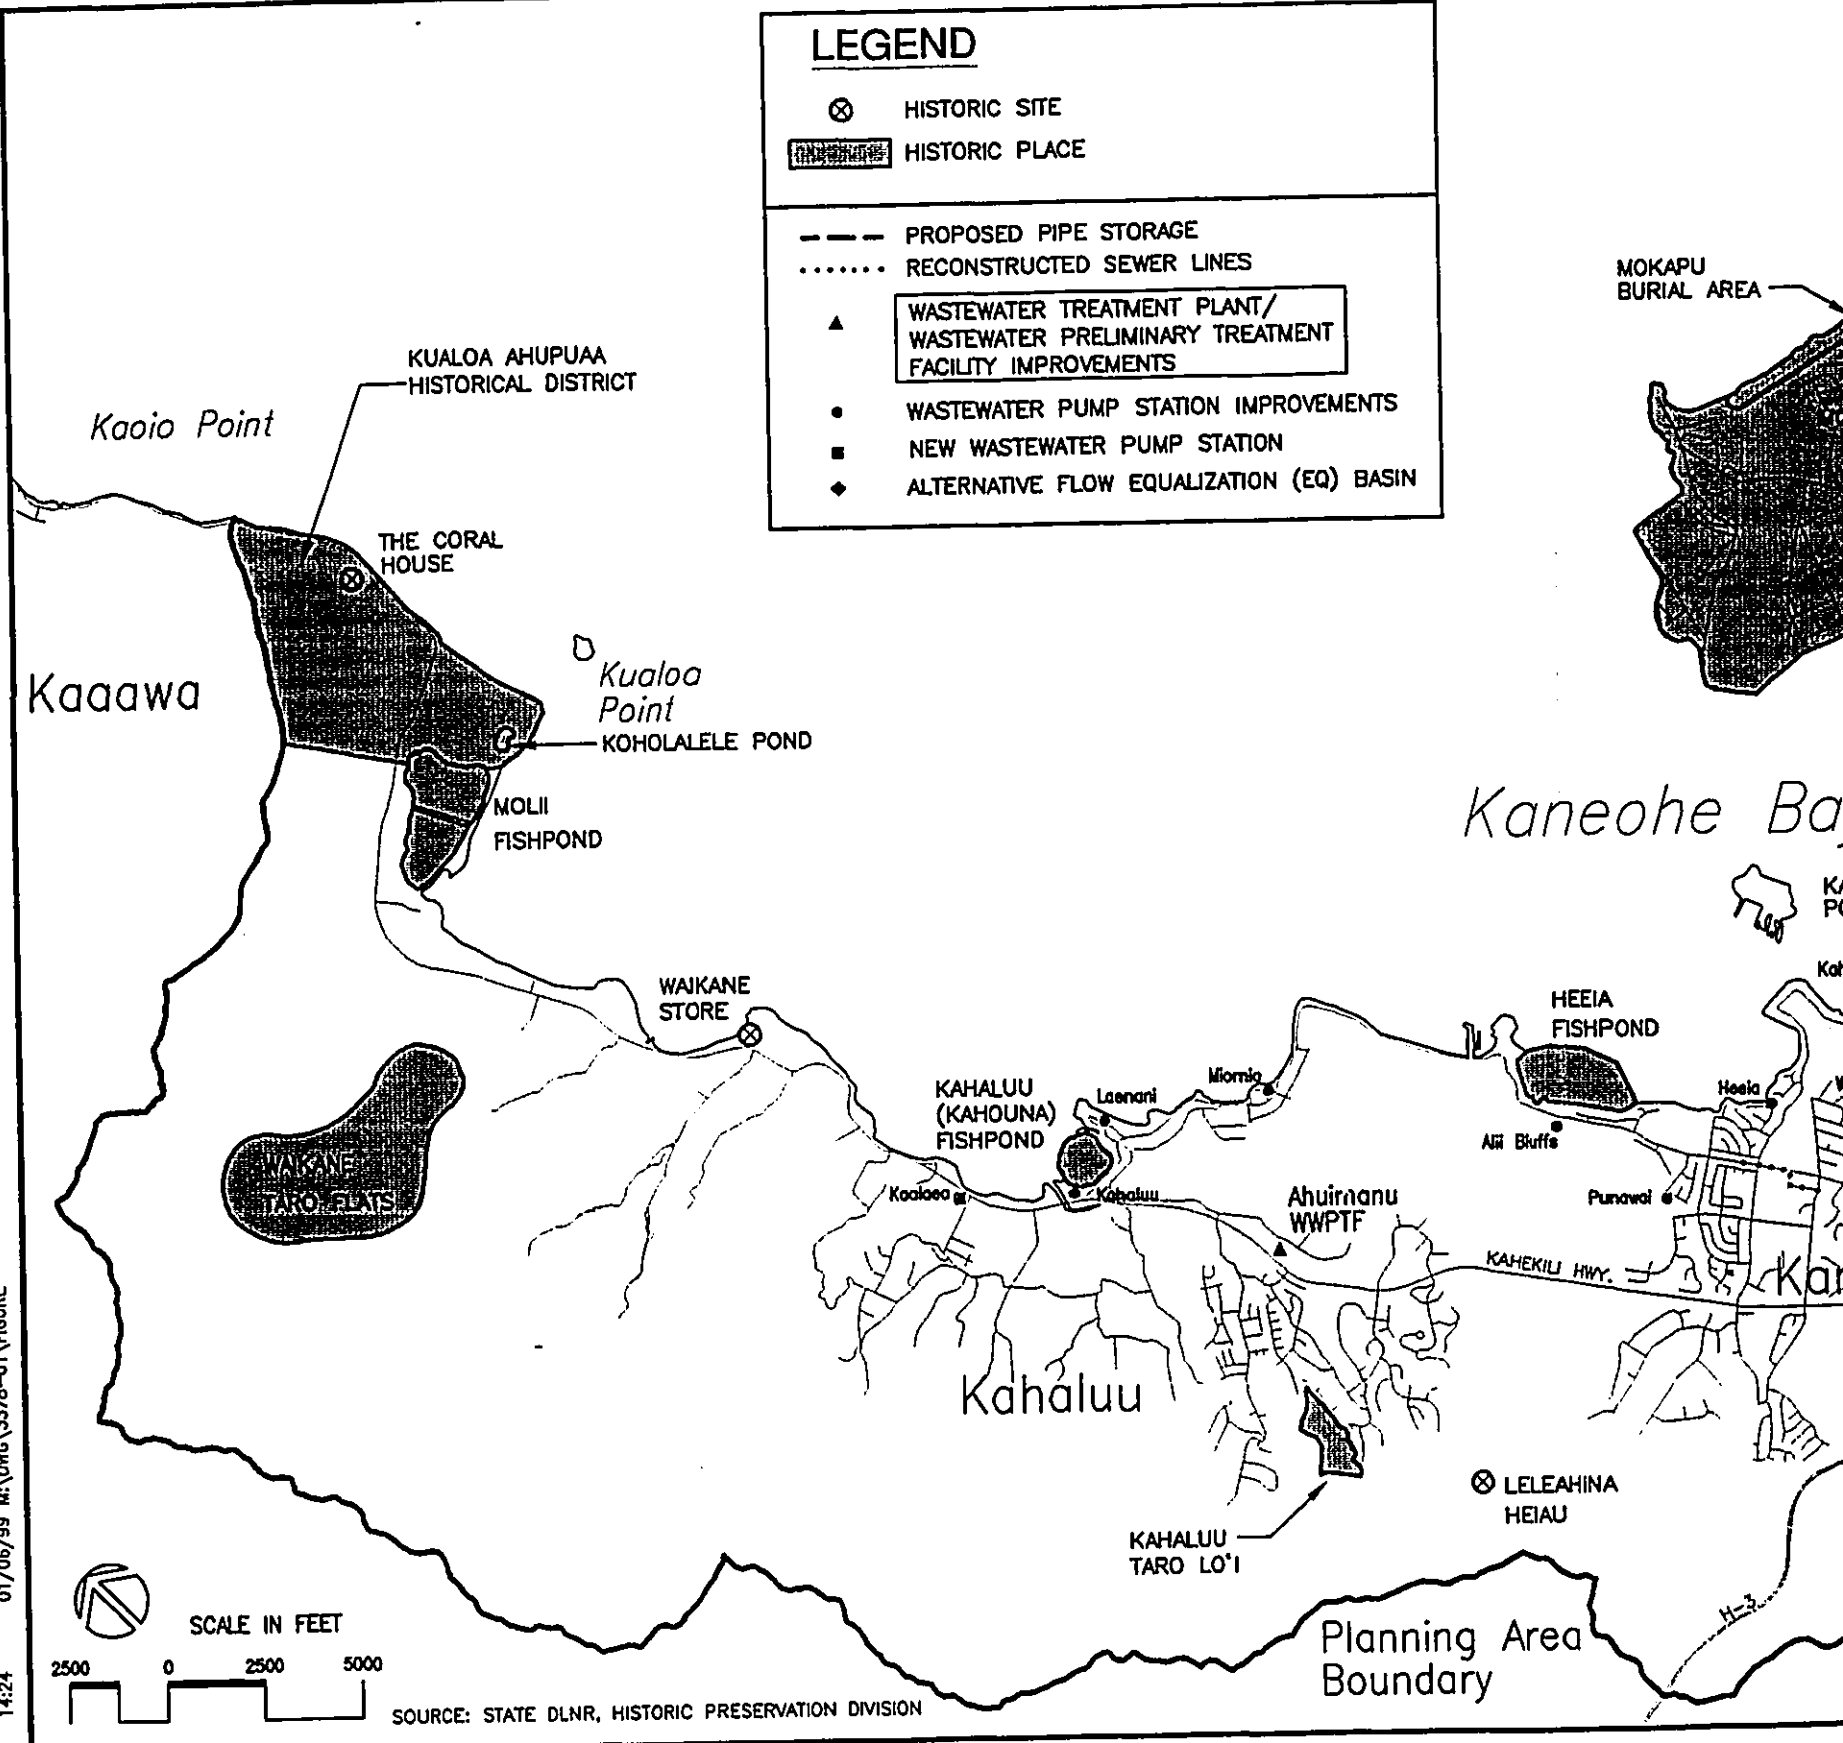 LEGEND
HISTORIC SITE
HISTORIC PLACE
PROPOSED PIPE STORAGE
RECONSTRUCTED SEWER LINES
WASTEWATER TREATMENT PLANT/
WASTEWATER PRELIMINARY TREATMENT
FACILITY IMPROVEMENTS
WASTEWATER PUMP STATION IMPROVEMENTS
NEW WASTEWATER PUMP STATION
ALTERNATIVE FLOW EQUALIZATION (EQ) BASIN
MOKAPU
BURIAL AREA
KUALOA AHUPUAA
HISTORICAL DISTRICT
Kaoio Point
THE CORAL
HOUSE
Kaaawa
Kualoa
Point
KOHOLALELE POND
MOLII
FISHPOND
Kaneohe Ba
WAIKANE
STORE
HEEIA
FISHPOND
KAHALUU
(KAHOUNA)
FISHPOND
Laenani
Miomio
Heeia
Alii Bluffs
WAIKANE
TARO FLATS
Kaalaea
Kahaluu
Ahuimanu
WWPTF
Punawai
KAHEKILI HWY.
Kan
Kahaluu
LELEAHINA
HEIAU
KAHALUU
TARO LO'I
H-3
Planning Area
Boundary
SCALE IN FEET
2500 0 2500 5000
SOURCE: STATE DLNR, HISTORIC PRESERVATION DIVISION
14:24